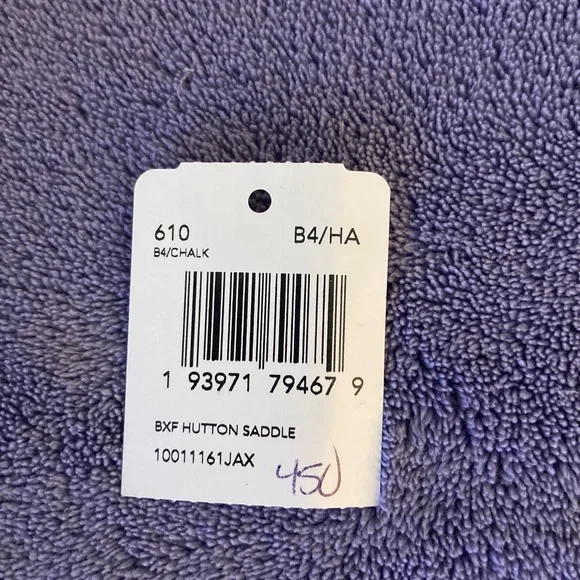 610 B4/HA
B4/CHALK
1 93971 79467 9
BXF HUTTON SADDLE
10011161JAX
450